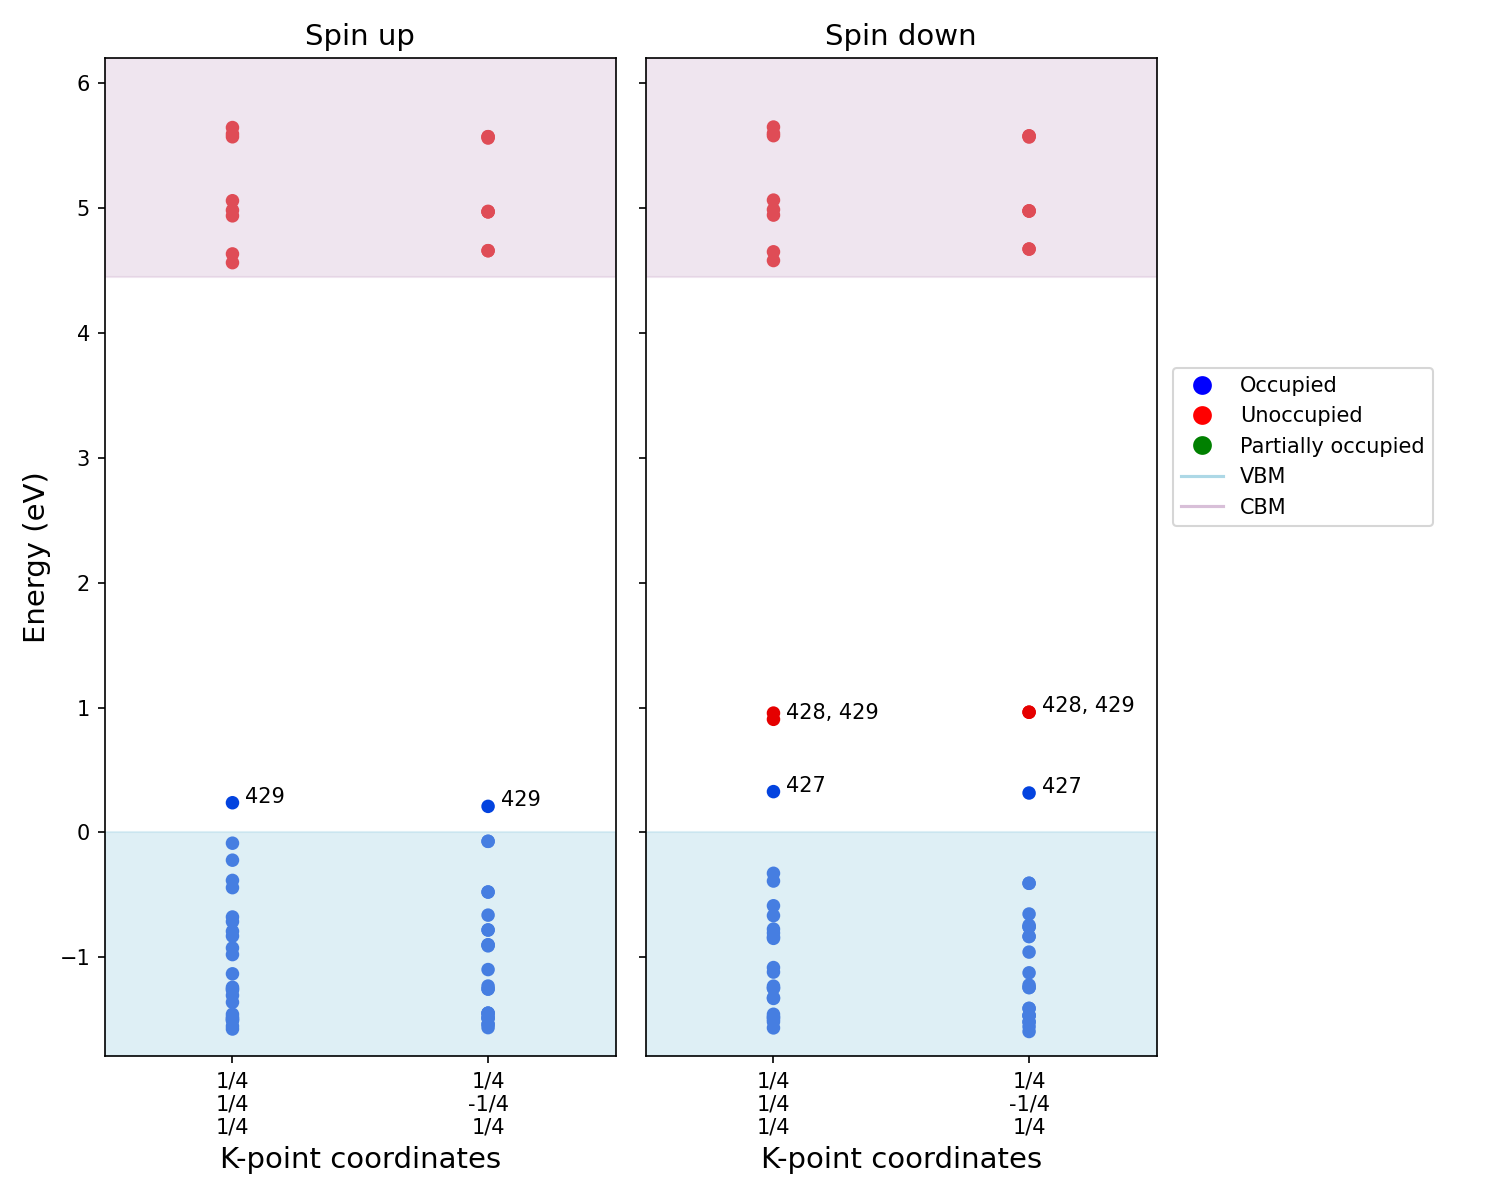 Spin up
Spin down
6
5
4
3
2
1
0
−1
Energy (eV)
429
429
428, 429
428, 429
427
427
Occupied
Unoccupied
Partially occupied
VBM
CBM
1/4
1/4
1/4
1/4
-1/4
1/4
1/4
1/4
1/4
1/4
-1/4
1/4
K-point coordinates
K-point coordinates